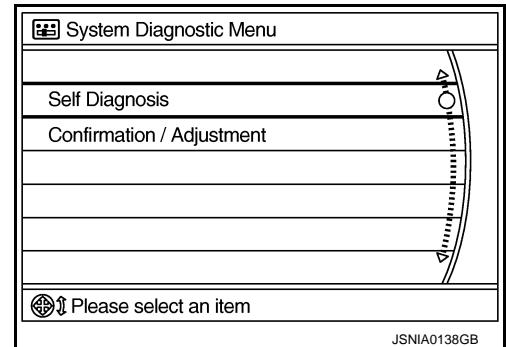 System Diagnostic Menu
Self Diagnosis
Confirmation / Adjustment
Please select an item
JSNIA0138GB